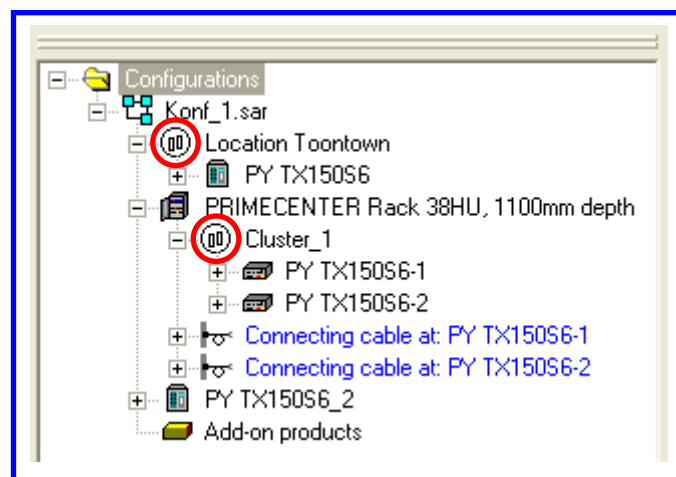 Configurations
Konf_1.sar
Location Toontown
PY TX150S6
PRIMECENTER Rack 38HU, 1100mm depth
Cluster_1
PY TX150S6-1
PY TX150S6-2
Connecting cable at: PY TX150S6-1
Connecting cable at: PY TX150S6-2
PY TX150S6_2
Add-on products